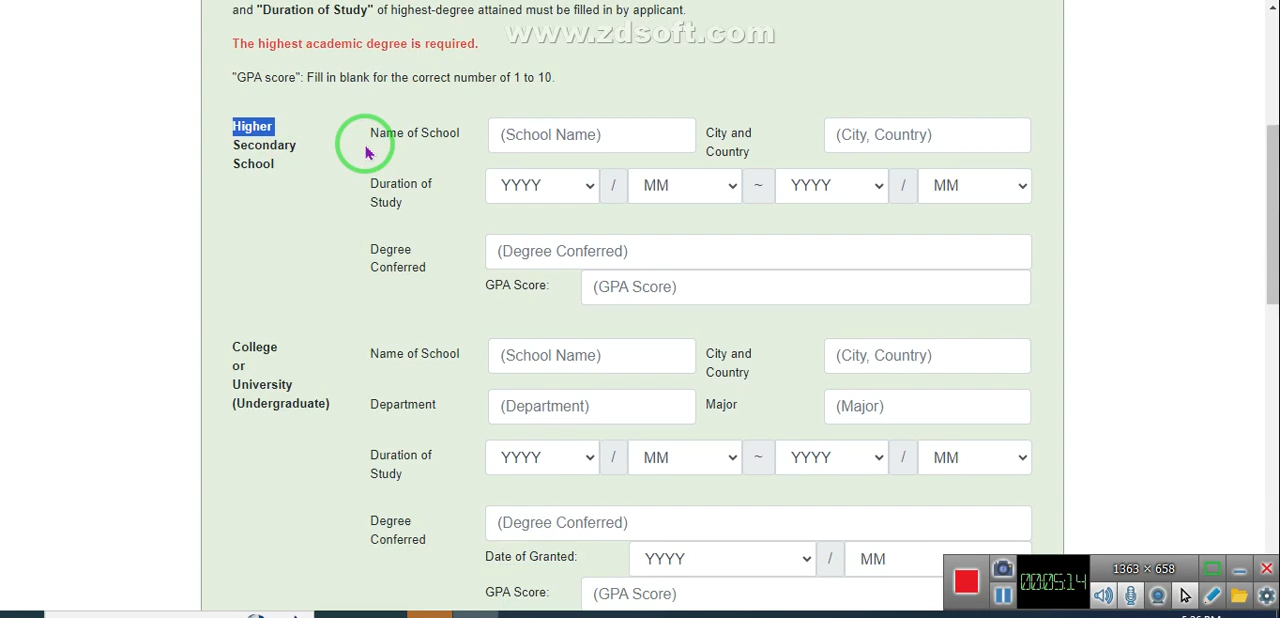 and "Duration of Study" of highest-degree attained must be filled in by applicant.
www.zdsoft.com
The highest academic degree is required.
"GPA score": Fill in blank for the correct number of 1 to 10.
Higher
Secondary
School
Name of School
(School Name)
City and
Country
(City, Country)
Duration of
Study
YYYY / MM ~ YYYY / MM
Degree
Conferred
(Degree Conferred)
GPA Score:
(GPA Score)
College
or
University
(Undergraduate)
Name of School
(School Name)
City and
Country
(City, Country)
Department
(Department)
Major
(Major)
Duration of
Study
YYYY / MM ~ YYYY / MM
Degree
Conferred
(Degree Conferred)
Date of Granted:
YYYY / MM
GPA Score:
(GPA Score)
00:05:14
1363 × 658